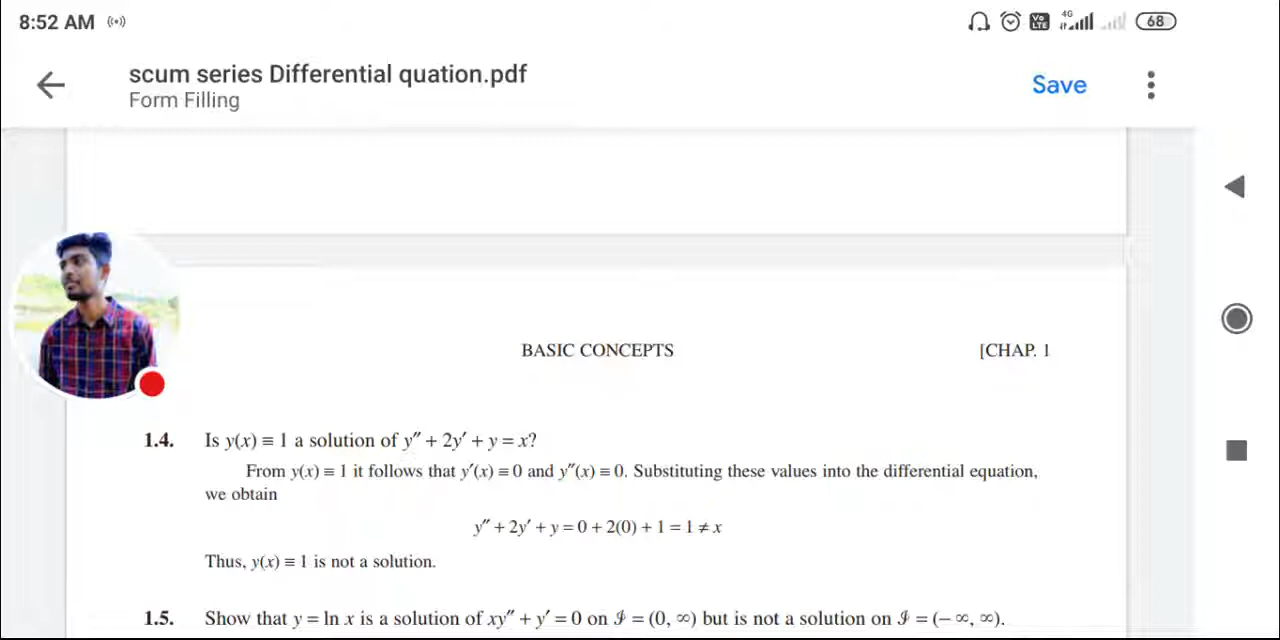 8:52 AM
Vo LTE 4G 68
scum series Differential quation.pdf
Form Filling
Save
BASIC CONCEPTS [CHAP. 1
1.4. Is y(x) ≡ 1 a solution of y″ + 2y′ + y = x?
From y(x) ≡ 1 it follows that y′(x) ≡ 0 and y″(x) ≡ 0. Substituting these values into the differential equation,
we obtain
y″ + 2y′ + y = 0 + 2(0) + 1 = 1 ≠ x
Thus, y(x) ≡ 1 is not a solution.
1.5. Show that y = ln x is a solution of xy″ + y′ = 0 on 𝒥 = (0, ∞) but is not a solution on 𝒥 = (− ∞, ∞).